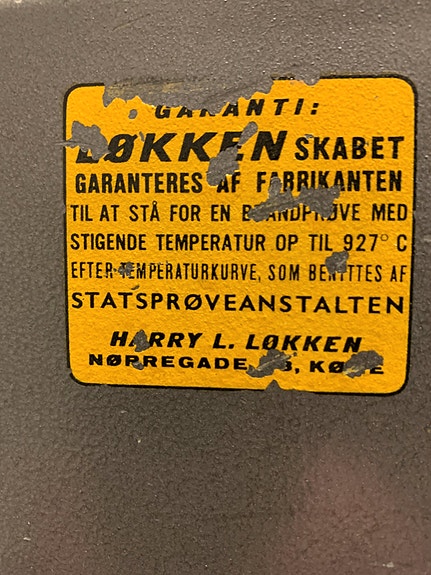 GARANTI:
LØKKEN SKABET
GARANTERES AF FABRIKANTEN
TIL AT STÅ FOR EN BRANDPRØVE MED
STIGENDE TEMPERATUR OP TIL 927° C
EFTER TEMPERATURKURVE, SOM BENYTTES AF
STATSPRØVEANSTALTEN
HARRY L. LØKKEN
NØRREGADE KØGE